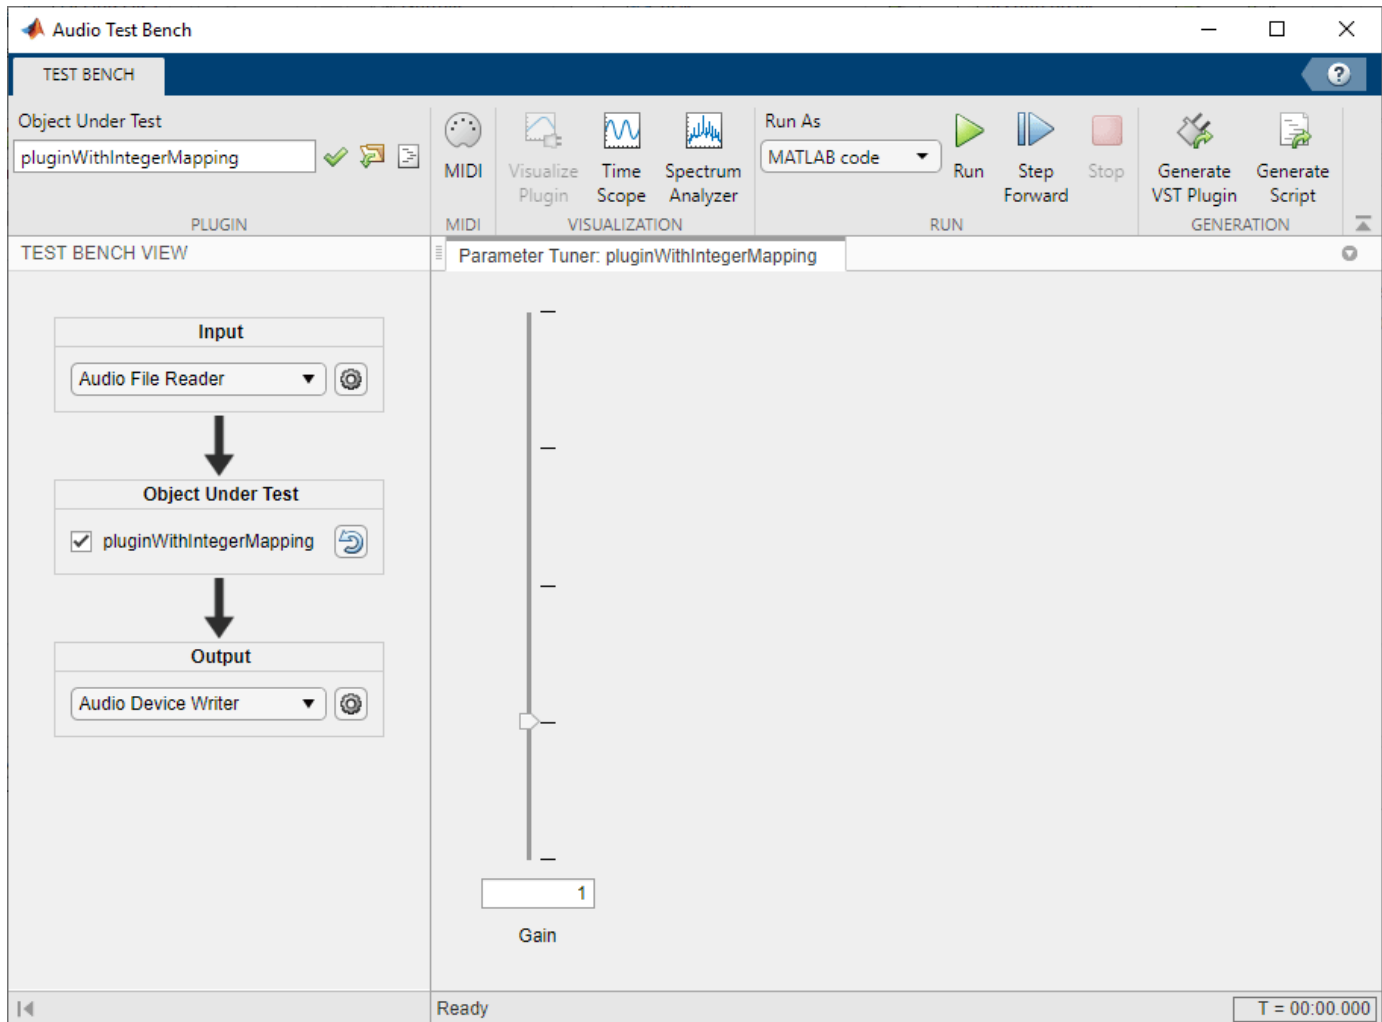 Audio Test Bench
TEST BENCH
?
Object Under Test
pluginWithIntegerMapping
MIDI
Visualize
Plugin
Time
Scope
Spectrum
Analyzer
Run As
MATLAB code
Run
Step
Forward
Stop
Generate
VST Plugin
Generate
Script
PLUGIN
MIDI
VISUALIZATION
RUN
GENERATION
TEST BENCH VIEW
Parameter Tuner: pluginWithIntegerMapping
Input
Audio File Reader
Object Under Test
pluginWithIntegerMapping
Output
Audio Device Writer
1
Gain
Ready
T = 00:00.000